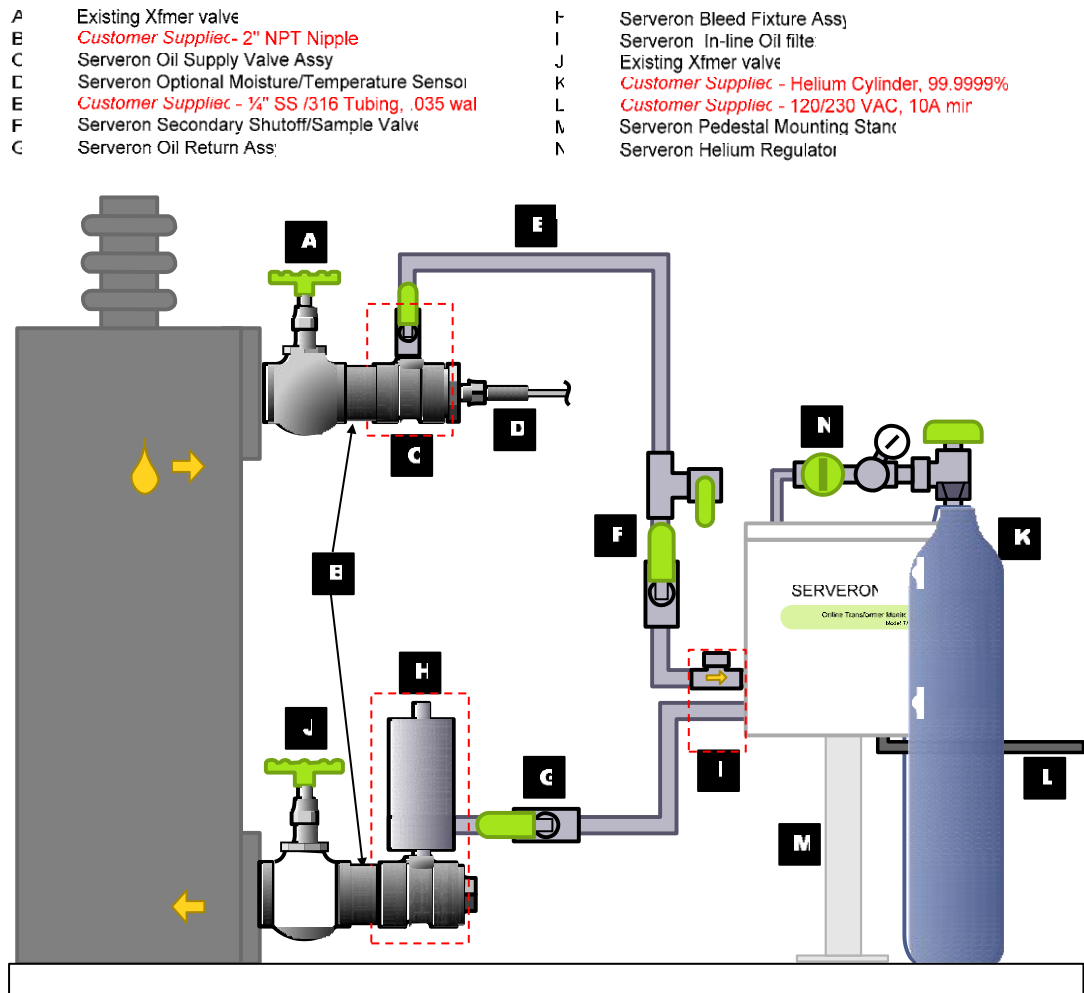 A Existing Xfmer valve
B Customer Supplied - 2" NPT Nipple
C Serveron Oil Supply Valve Assy
D Serveron Optional Moisture/Temperature Sensor
E Customer Supplied - ¼" SS /316 Tubing, .035 wal
F Serveron Secondary Shutoff/Sample Valve
G Serveron Oil Return Assy
H Serveron Bleed Fixture Assy
I Serveron In-line Oil filter
J Existing Xfmer valve
K Customer Supplied - Helium Cylinder, 99.9999%
L Customer Supplied - 120/230 VAC, 10A min
M Serveron Pedestal Mounting Stand
N Serveron Helium Regulator
A
E
D
C
N
F
K
B
SERVERON
Online Transformer Monito
Model T
H
J
I
G
L
M